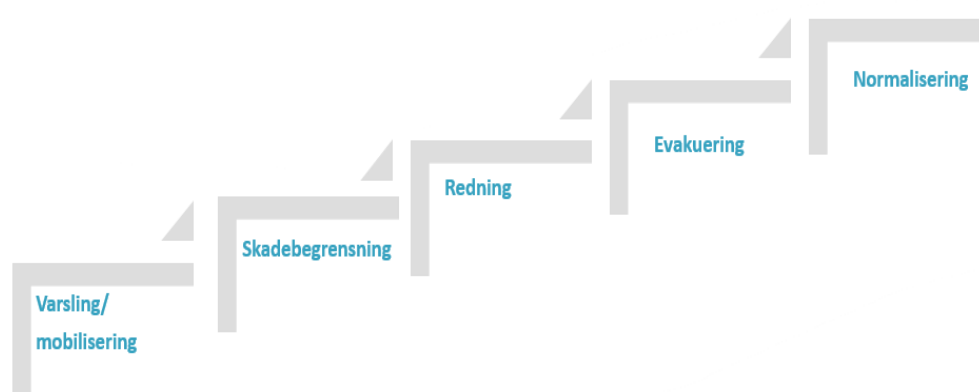 Varsling/
mobilisering
Skadebegrensning
Redning
Evakuering
Normalisering